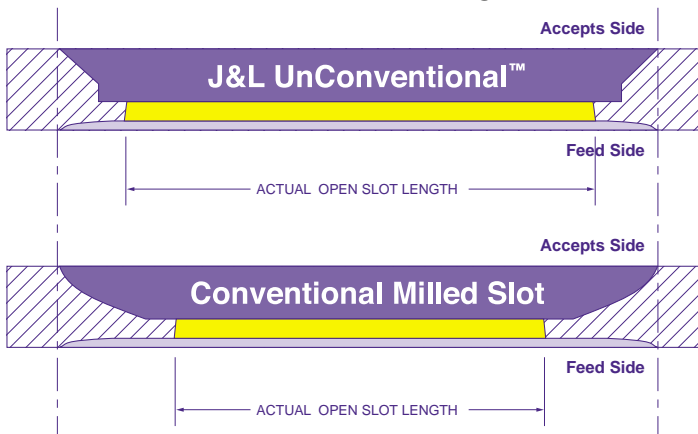 Accepts Side
J&L UnConventional™
Feed Side
ACTUAL OPEN SLOT LENGTH
Accepts Side
Conventional Milled Slot
Feed Side
ACTUAL OPEN SLOT LENGTH